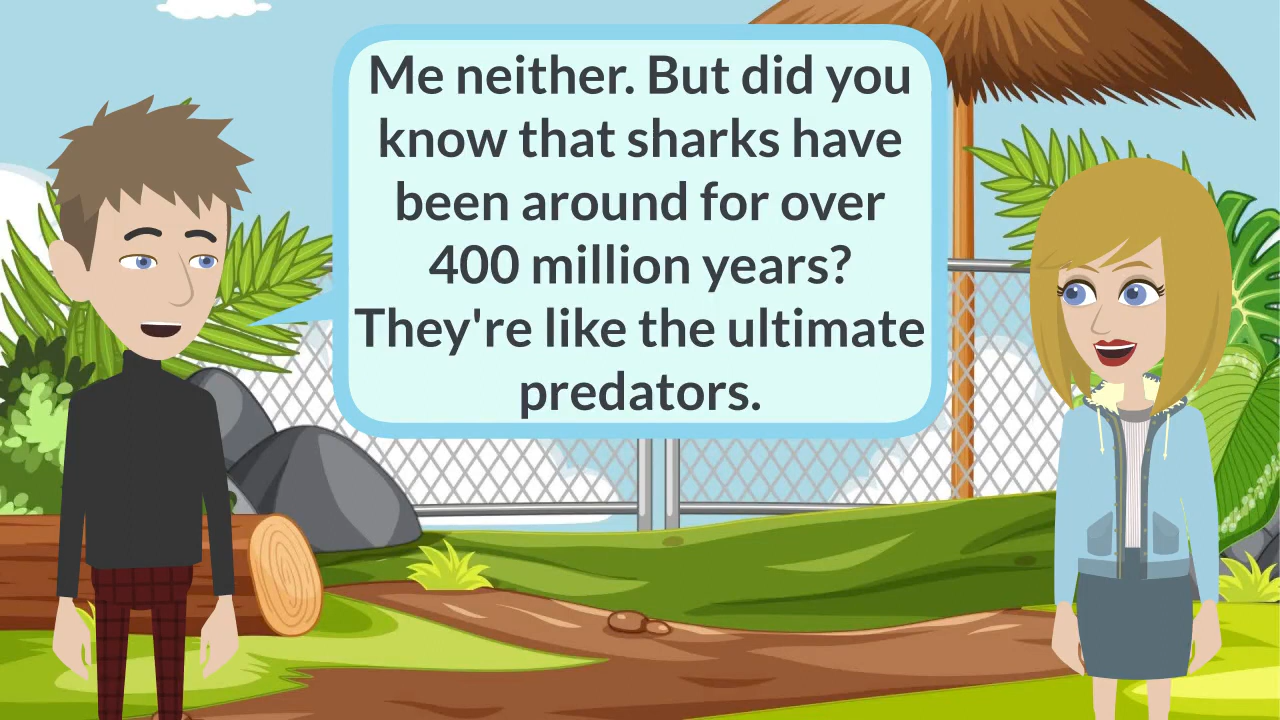 Me neither. But did you
know that sharks have
been around for over
400 million years?
They're like the ultimate
predators.